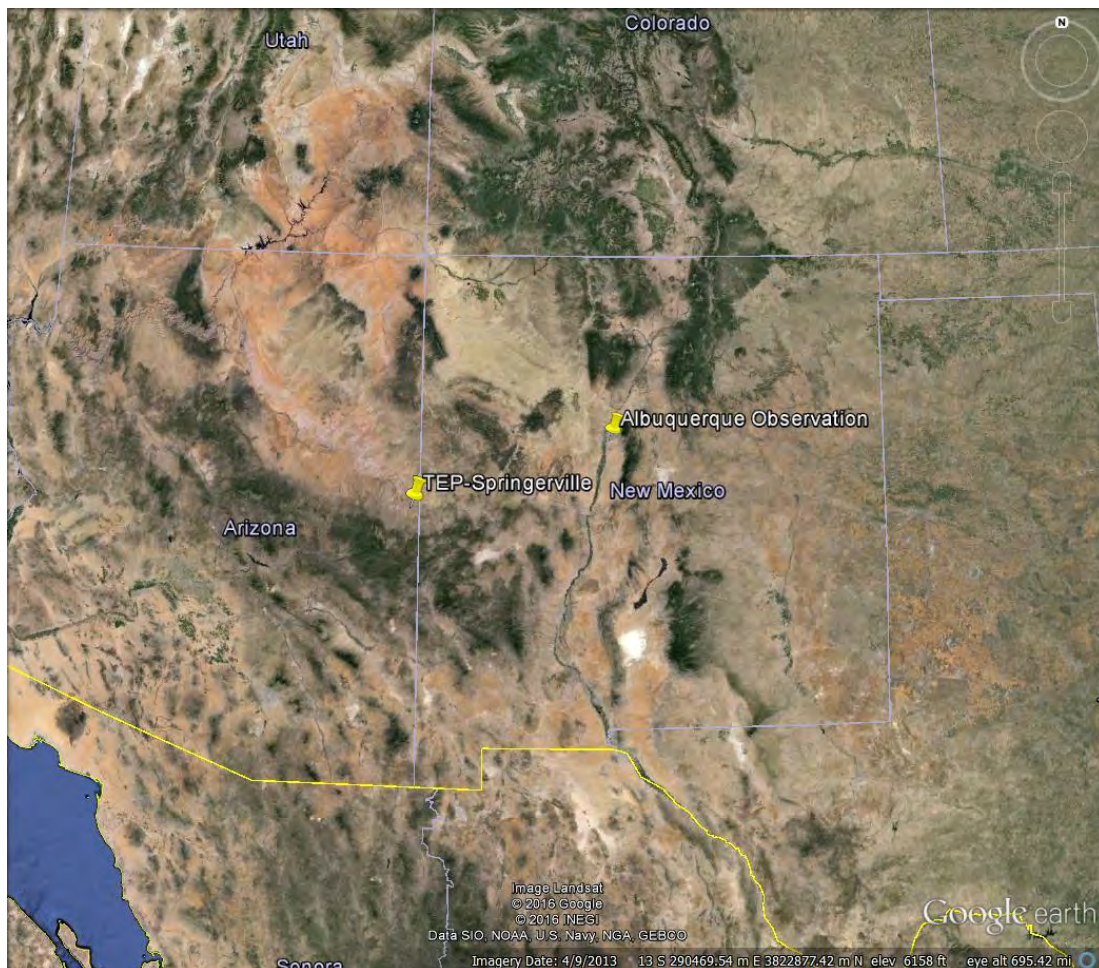 Colorado
Utah
N
Albuquerque Observation
TEP-Springerville
New Mexico
Arizona
Image Landsat
© 2016 Google
© 2016 INEGI
Data SIO, NOAA, U.S. Navy, NGA, GEBCO
Google earth
Sonora
Imagery Date: 4/9/2013 13 S 290469.54 m E 3822877.42 m N elev 6158 ft eye alt 695.42 mi